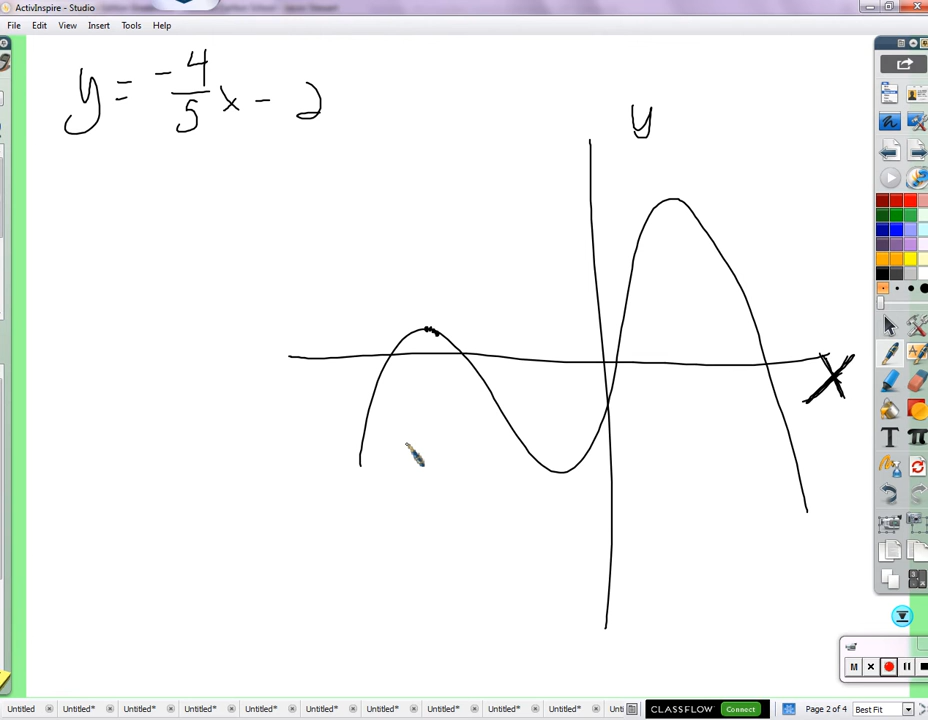 ActivInspire - Studio
File Edit View Insert Tools Help
y = -4/5 x - 2
y
x
Untitled Untitled* Untitled* Untitled* Untitled* Untitled* Untitled* Untitled* Untitled* Untitled* Unti
CLASSFLOW Connect
Page 2 of 4
Best Fit
M
T
π